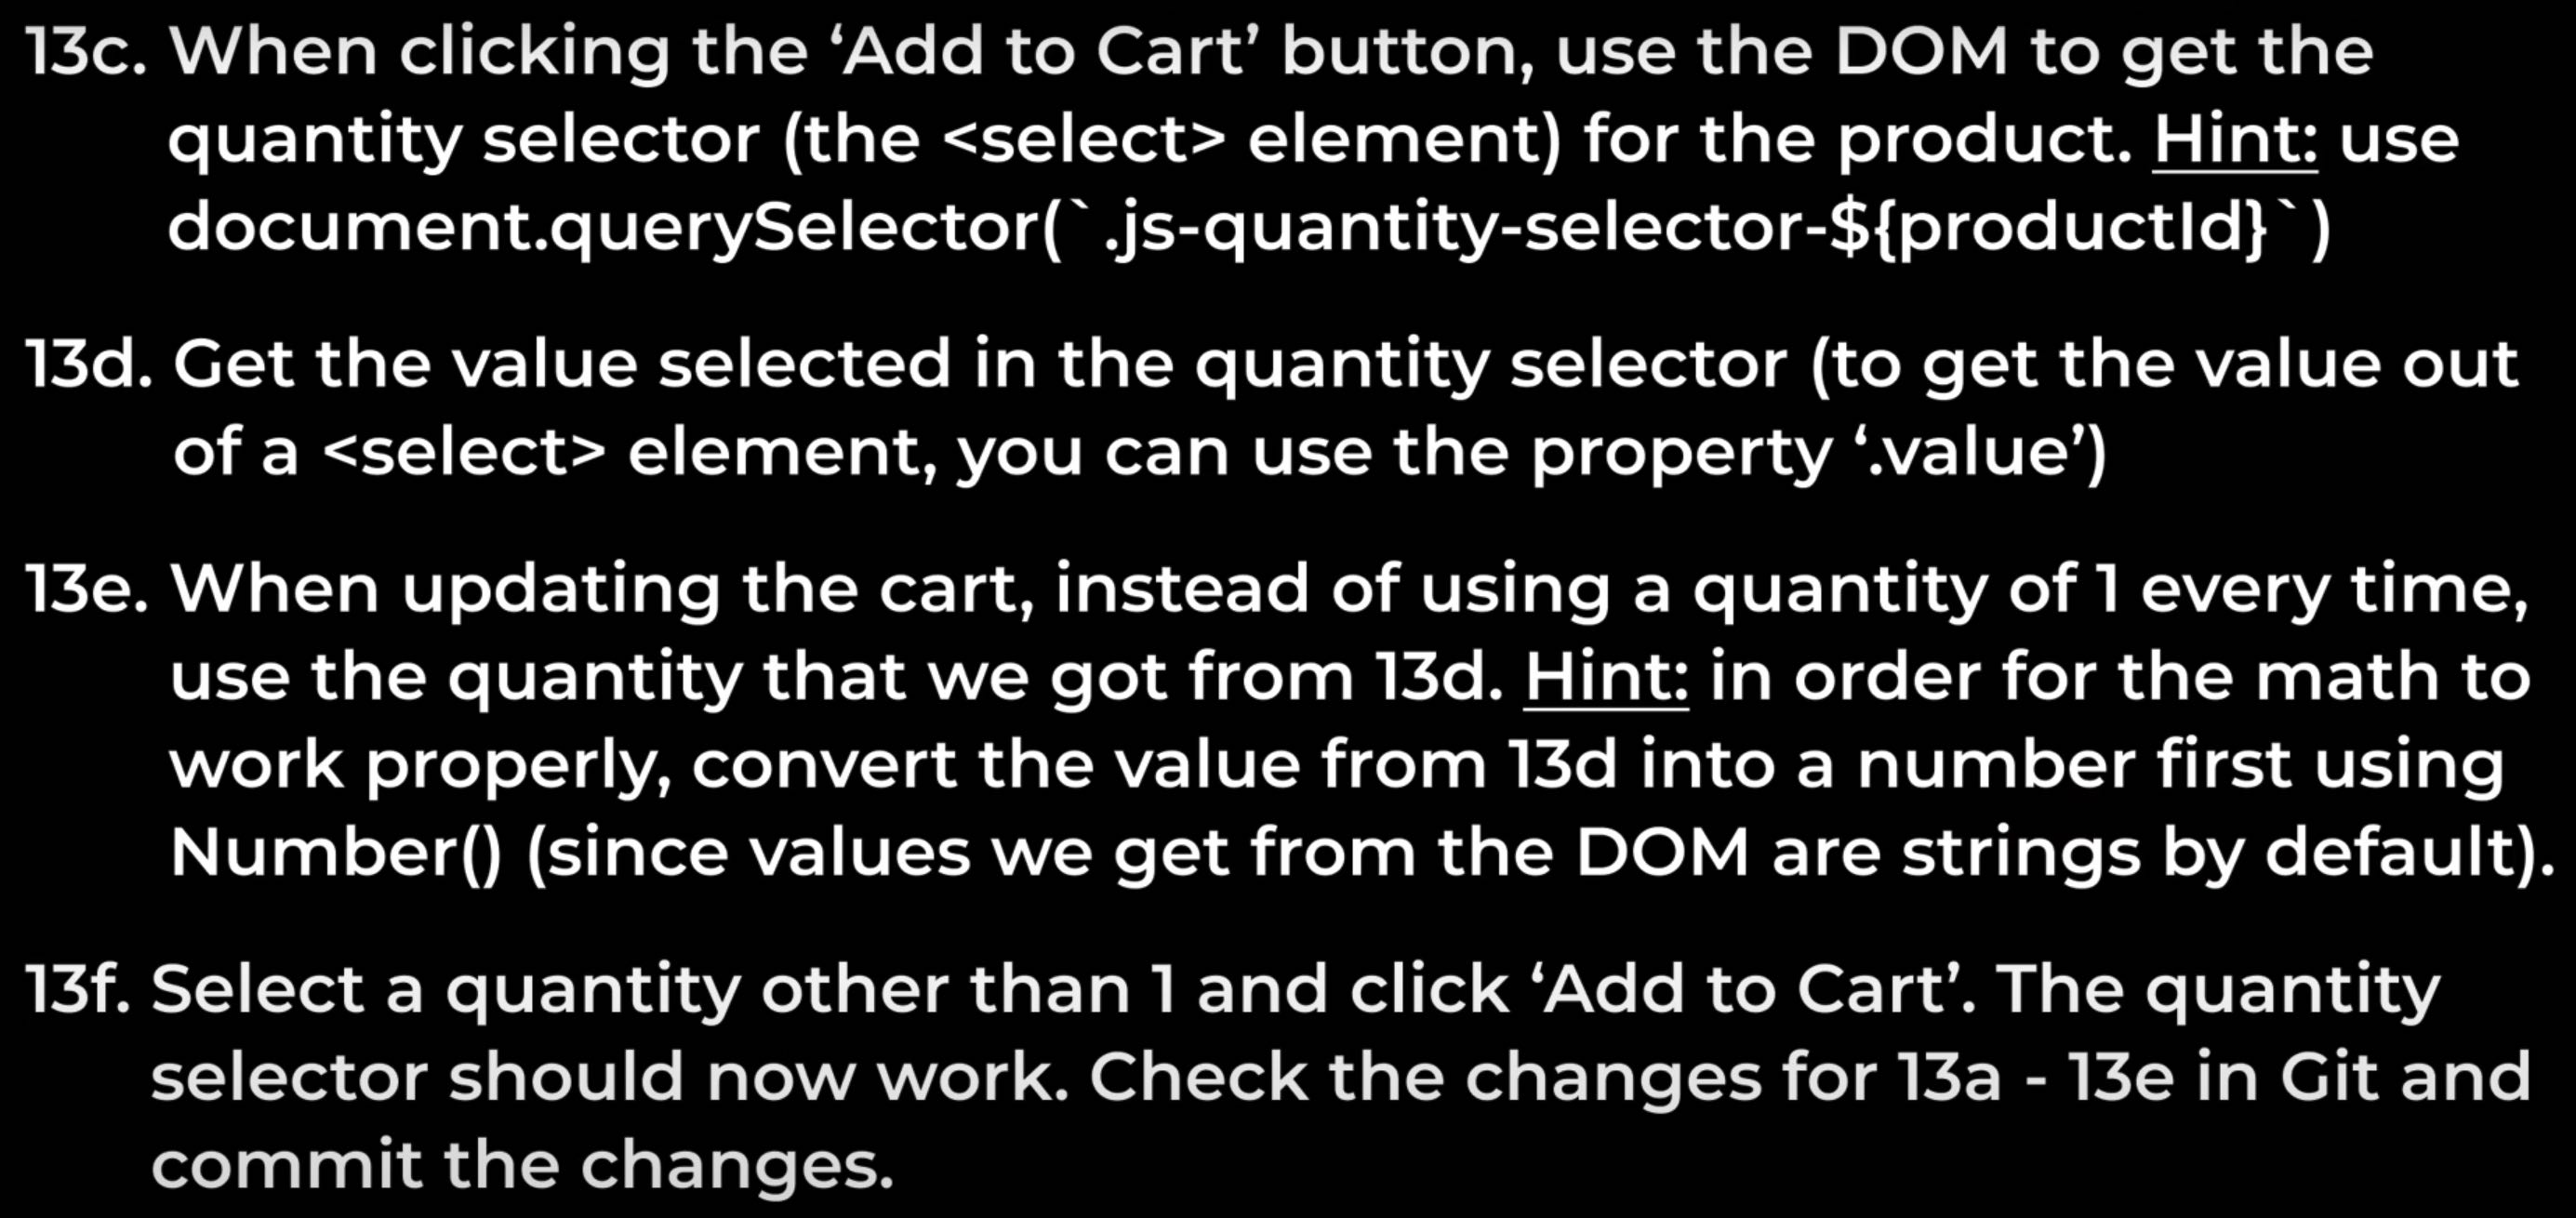 13c. When clicking the ‘Add to Cart’ button, use the DOM to get the
quantity selector (the <select> element) for the product. Hint: use
document.querySelector(`.js-quantity-selector-${productId}`)
13d. Get the value selected in the quantity selector (to get the value out
of a <select> element, you can use the property ‘.value’)
13e. When updating the cart, instead of using a quantity of 1 every time,
use the quantity that we got from 13d. Hint: in order for the math to
work properly, convert the value from 13d into a number first using
Number() (since values we get from the DOM are strings by default).
13f. Select a quantity other than 1 and click ‘Add to Cart’. The quantity
selector should now work. Check the changes for 13a - 13e in Git and
commit the changes.